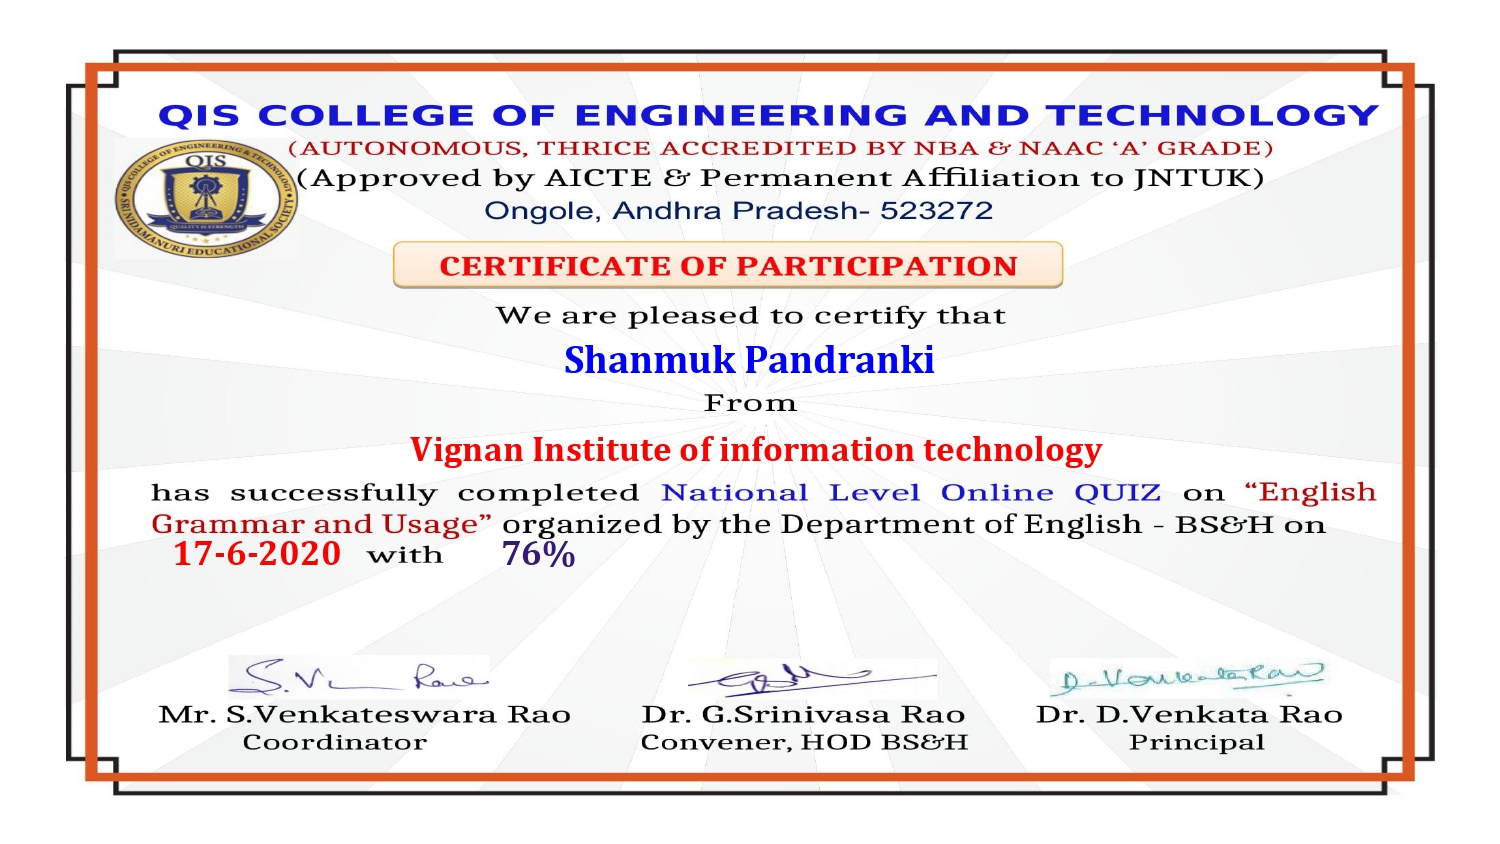 QIS COLLEGE OF ENGINEERING AND TECHNOLOGY
(AUTONOMOUS, THRICE ACCREDITED BY NBA & NAAC ‘A’ GRADE)
(Approved by AICTE & Permanent Affiliation to JNTUK)
Ongole, Andhra Pradesh- 523272
QIS COLLEGE OF ENGINEERING & TECHNOLOGY
QIS
QUALITY IS STRENGTH
SRI NIDAMANURI EDUCATIONAL SOCIETY
CERTIFICATE OF PARTICIPATION
We are pleased to certify that
Shanmuk Pandranki
From
Vignan Institute of information technology
has successfully completed National Level Online QUIZ on “English
Grammar and Usage” organized by the Department of English - BS&H on
17-6-2020 with 76%
S.V Rao
D.Venkata Rao
Mr. S.Venkateswara Rao Dr. G.Srinivasa Rao Dr. D.Venkata Rao
Coordinator Convener, HOD BS&H Principal